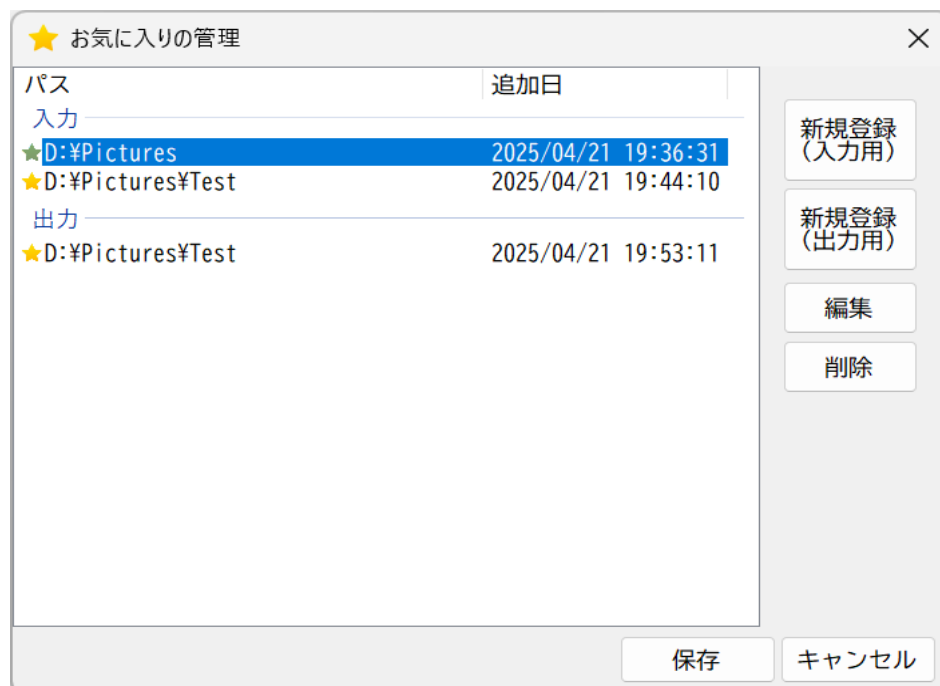 お気に入りの管理
パス 追加日
入力
D:¥Pictures 2025/04/21 19:36:31
D:¥Pictures¥Test 2025/04/21 19:44:10
出力
D:¥Pictures¥Test 2025/04/21 19:53:11
新規登録
(入力用)
新規登録
(出力用)
編集
削除
保存 キャンセル